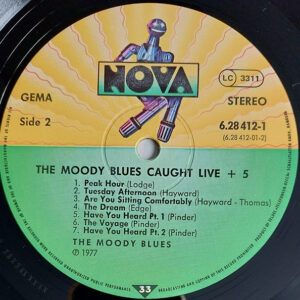 NOVA
GEMA
LC 3311
STEREO
Side 2
6.28 412-1
(6.28 412-01-2)
THE MOODY BLUES CAUGHT LIVE + 5
1. Peak Hour (Lodge)
2. Tuesday Afternoon (Hayward)
3. Are You Sitting Comfortably (Hayward - Thomas)
4. The Dream (Edge)
5. Have You Heard Pt. 1 (Pinder)
6. The Voyage (Pinder)
7. Have You Heard Pt. 2 (Pinder)
THE MOODY BLUES
℗ 1977
33